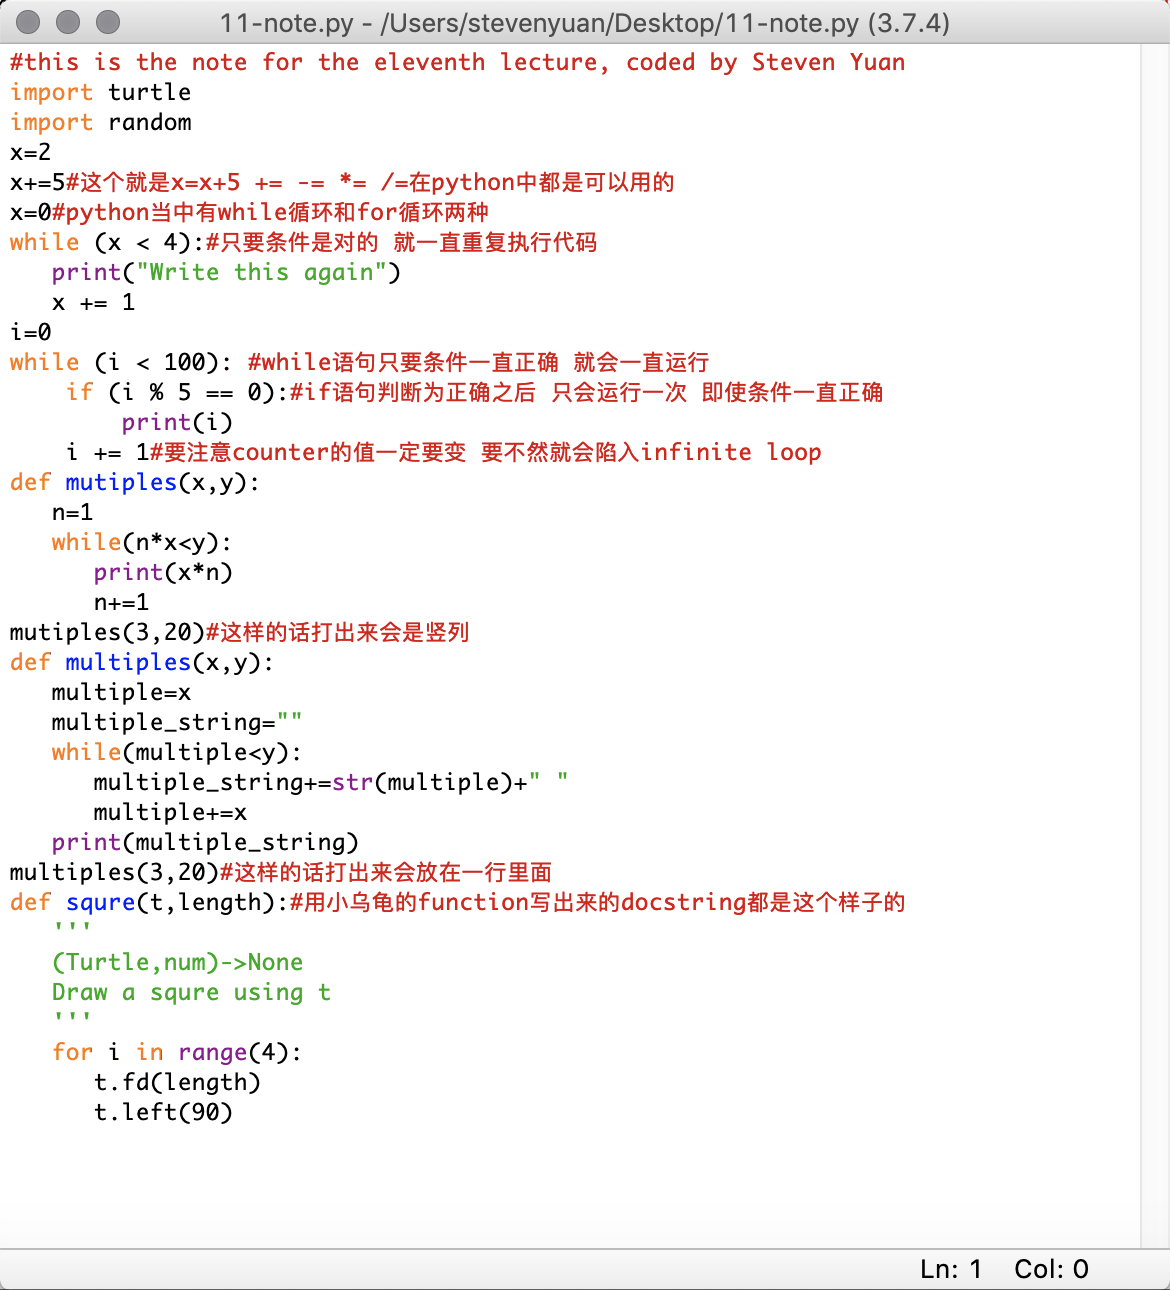 11-note.py - /Users/stevenyuan/Desktop/11-note.py (3.7.4)
#this is the note for the eleventh lecture, coded by Steven Yuan
import turtle
import random
x=2
x+=5#这个就是x=x+5 += -= *= /=在python中都是可以用的
x=0#python当中有while循环和for循环两种
while (x < 4):#只要条件是对的 就一直重复执行代码
   print("Write this again")
   x += 1
i=0
while (i < 100): #while语句只要条件一直正确 就会一直运行
    if (i % 5 == 0):#if语句判断为正确之后 只会运行一次 即使条件一直正确
        print(i)
    i += 1#要注意counter的值一定要变 要不然就会陷入infinite loop
def mutiples(x,y):
   n=1
   while(n*x<y):
      print(x*n)
      n+=1
mutiples(3,20)#这样的话打出来会是竖列
def multiples(x,y):
   multiple=x
   multiple_string=""
   while(multiple<y):
      multiple_string+=str(multiple)+" "
      multiple+=x
   print(multiple_string)
multiples(3,20)#这样的话打出来会放在一行里面
def squre(t,length):#用小乌龟的function写出来的docstring都是这个样子的
   '''
   (Turtle,num)->None
   Draw a squre using t
   '''
   for i in range(4):
      t.fd(length)
      t.left(90)
Ln: 1 Col: 0